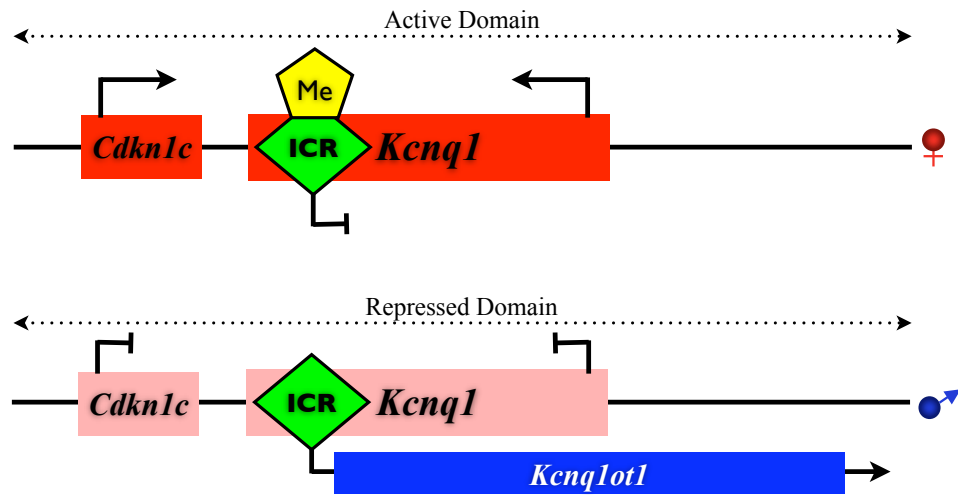 Active Domain
Me
Cdkn1c ICR Kcnq1
♀
Repressed Domain
Cdkn1c ICR Kcnq1
Kcnq1ot1